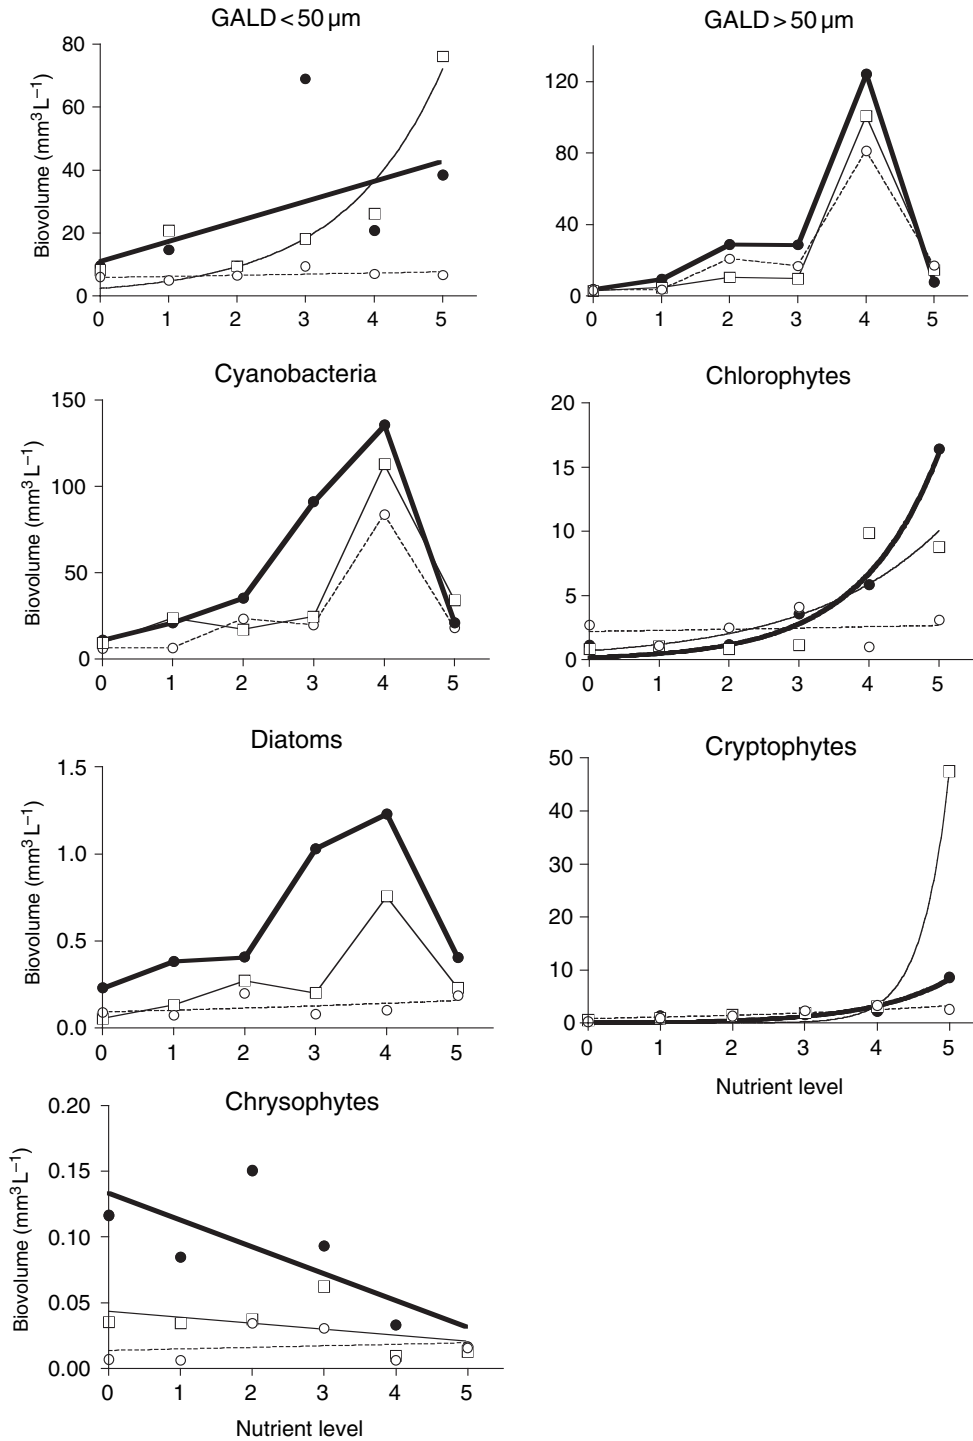 GALD < 50 µm
Biovolume (mm³ L⁻¹)
80
60
40
20
0
0 1 2 3 4 5
GALD > 50 µm
120
80
40
0
0 1 2 3 4 5
Cyanobacteria
Biovolume (mm³ L⁻¹)
150
100
50
0
0 1 2 3 4 5
Chlorophytes
20
15
10
5
0
0 1 2 3 4 5
Diatoms
Biovolume (mm³ L⁻¹)
1.5
1.0
0.5
0.0
0 1 2 3 4 5
Cryptophytes
50
40
30
20
10
0
0 1 2 3 4 5
Nutrient level
Chrysophytes
Biovolume (mm³ L⁻¹)
0.20
0.15
0.10
0.05
0.00
0 1 2 3 4 5
Nutrient level